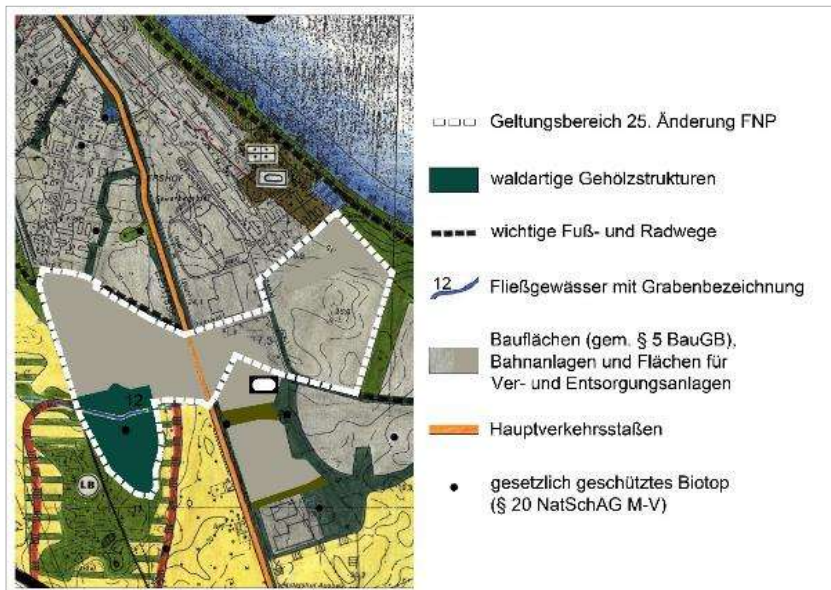 Geltungsbereich 25. Änderung FNP
waldartige Gehölzstrukturen
wichtige Fuß- und Radwege
12
Fließgewässer mit Grabenbezeichnung
Bauflächen (gem. § 5 BauGB),
Bahnanlagen und Flächen für
Ver- und Entsorgungsanlagen
Hauptverkehrsstaßen
gesetzlich geschütztes Biotop
(§ 20 NatSchAG M-V)
12
LB